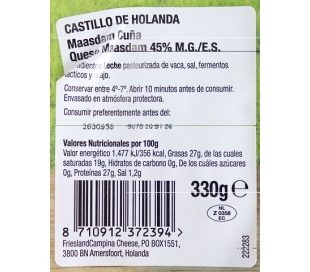 CASTILLO DE HOLANDA
Maasdam Cuña
Queso Maasdam 45% M.G./E.S.
Leche pasteurizada de vaca, sal, fermentos
lácticos y
Conservar entre 4º-7º. Abrir 10 minutos antes de consumir.
Envasado en atmósfera protectora.
Consumir preferentemente antes del:
Valores Nutricionales por 100g
Valor energético 1.477 kJ/356 kcal, Grasas 27g, de las cuales
saturadas 19g, Hidratos de carbono 0g, De los cuales azúcares
0g, Proteínas 27g, Sal 1,2g
330g e
NL
Z 0366
EG
8 710912 372394 >
FrieslandCampina Cheese, PO BOX1551,
3800 BN Amersfoort, Holanda
222283